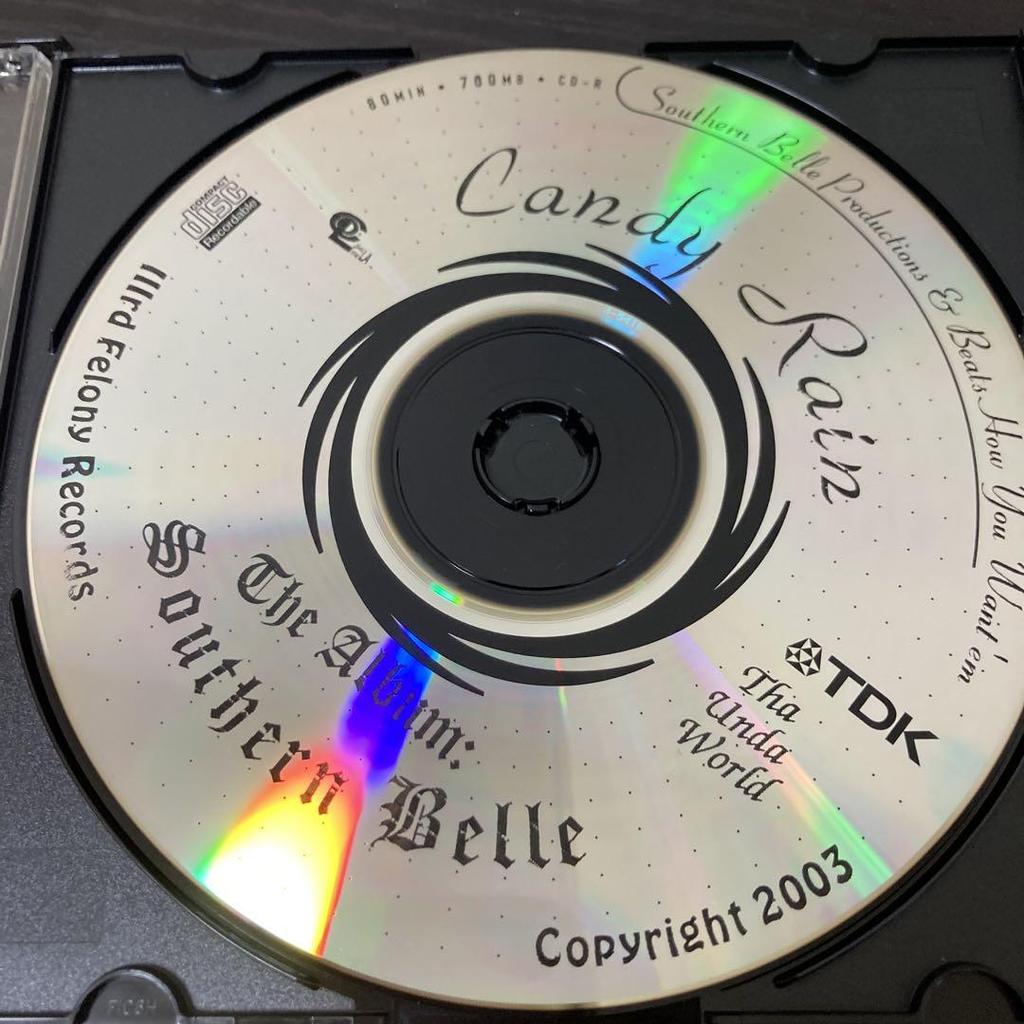 80MIN • 700MB • CD-R
Southern Belle Productions & Beats How You Want'em
Candy Rain
COMPACT
disc
Recordable
IIIrd Felony Records
The Album:
Southern Belle
TDK
Tha
Unda
World
Copyright 2003